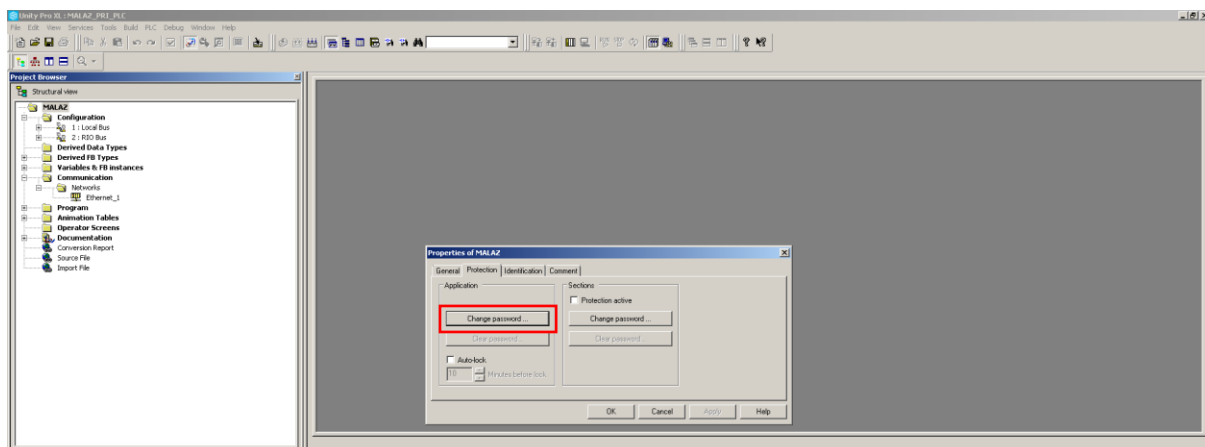 Unity Pro XL : MALAZ_PR1_PLC
File Edit View Services Tools Build PLC Debug Window Help
Project Browser
Structural view
MALAZ
Configuration
1 : Local Bus
2 : RIO Bus
Derived Data Types
Derived FB Types
Variables & FB instances
Communication
Networks
Ethernet_1
Program
Animation Tables
Operator Screens
Documentation
Conversion Report
Source File
Import File
Properties of MALAZ
General Protection Identification Comment
Application
Change password ...
Clear password...
Auto-lock
10 Minutes before lock
Sections
Protection active
Change password ...
Clear password...
OK Cancel Apply Help